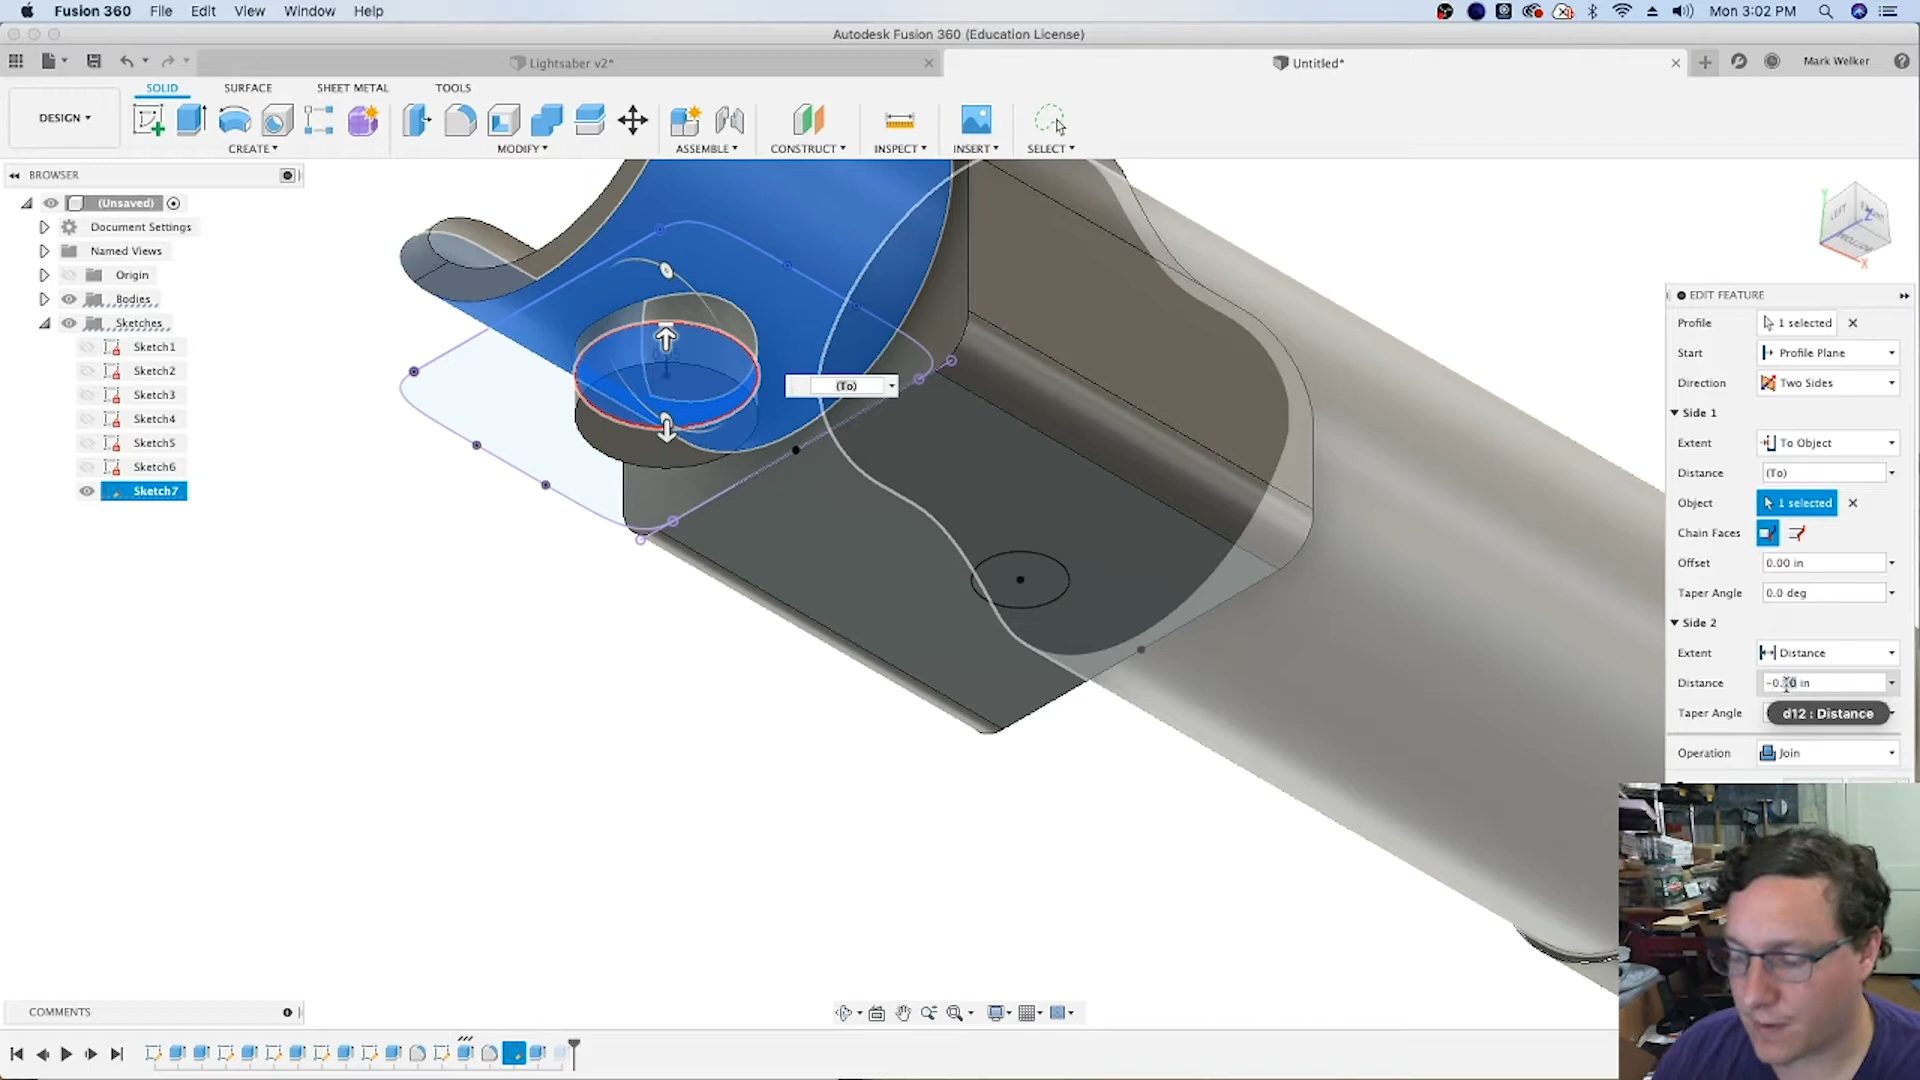 Fusion 360 File Edit View Window Help Mon 3:02 PM
Autodesk Fusion 360 (Education License)
Lightsaber v2* Untitled* Mark Welker
SOLID SURFACE SHEET METAL TOOLS
DESIGN
CREATE MODIFY ASSEMBLE CONSTRUCT INSPECT INSERT SELECT
BROWSER
(Unsaved)
Document Settings
Named Views
Origin
Bodies
Sketches
Sketch1
Sketch2
Sketch3
Sketch4
Sketch5
Sketch6
Sketch7
(To)
LEFT
BOTTOM
Y
Z
X
EDIT FEATURE
Profile 1 selected
Start Profile Plane
Direction Two Sides
Side 1
Extent To Object
Distance (To)
Object 1 selected
Chain Faces
Offset 0.00 in
Taper Angle 0.0 deg
Side 2
Extent Distance
Distance in
Taper Angle
d12 : Distance
Operation Join
COMMENTS